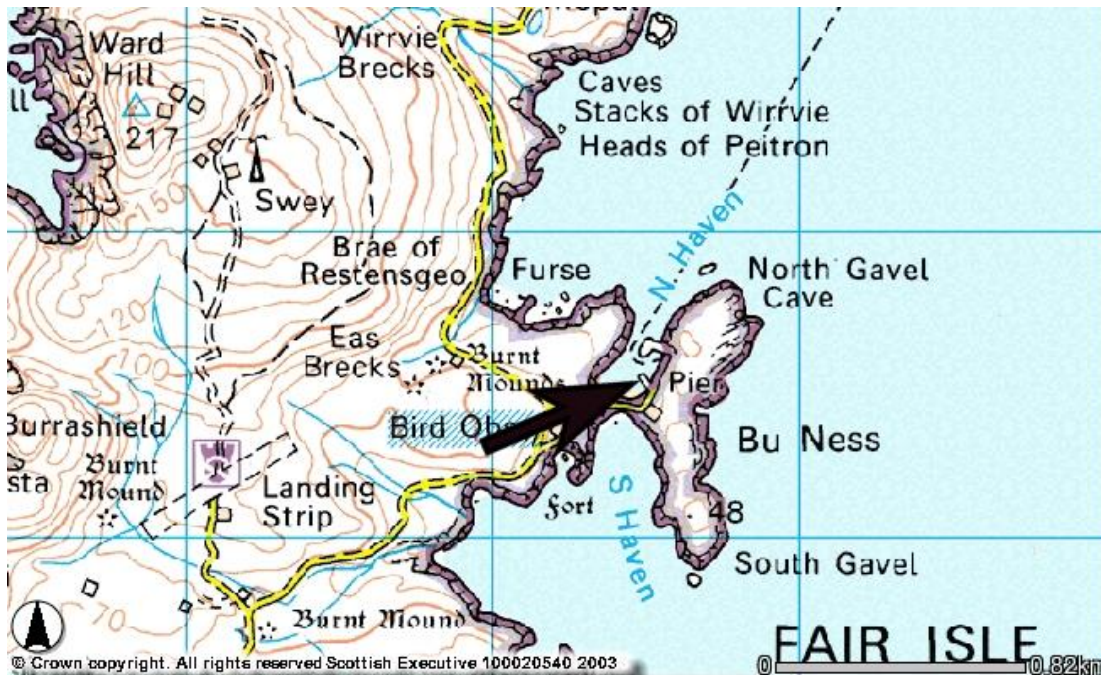 Ward
Hill
ll
217
Wirrvie
Brecks
Caves
Stacks of Wirrvie
Heads of Peitron
150
Swey
Brae of
Restensgeo
Furse
N. Haven
North Gavel
Cave
120
100
Eas
Brecks
Burnt
Mounds
Pier
Bird Obs
Bu Ness
Burrashield
sta
Burnt
Mound
Landing
Strip
Fort
S Haven
48
South Gavel
70
Burnt Mound
FAIR ISLE
© Crown copyright. All rights reserved Scottish Executive 100020540 2003
0
0.82km